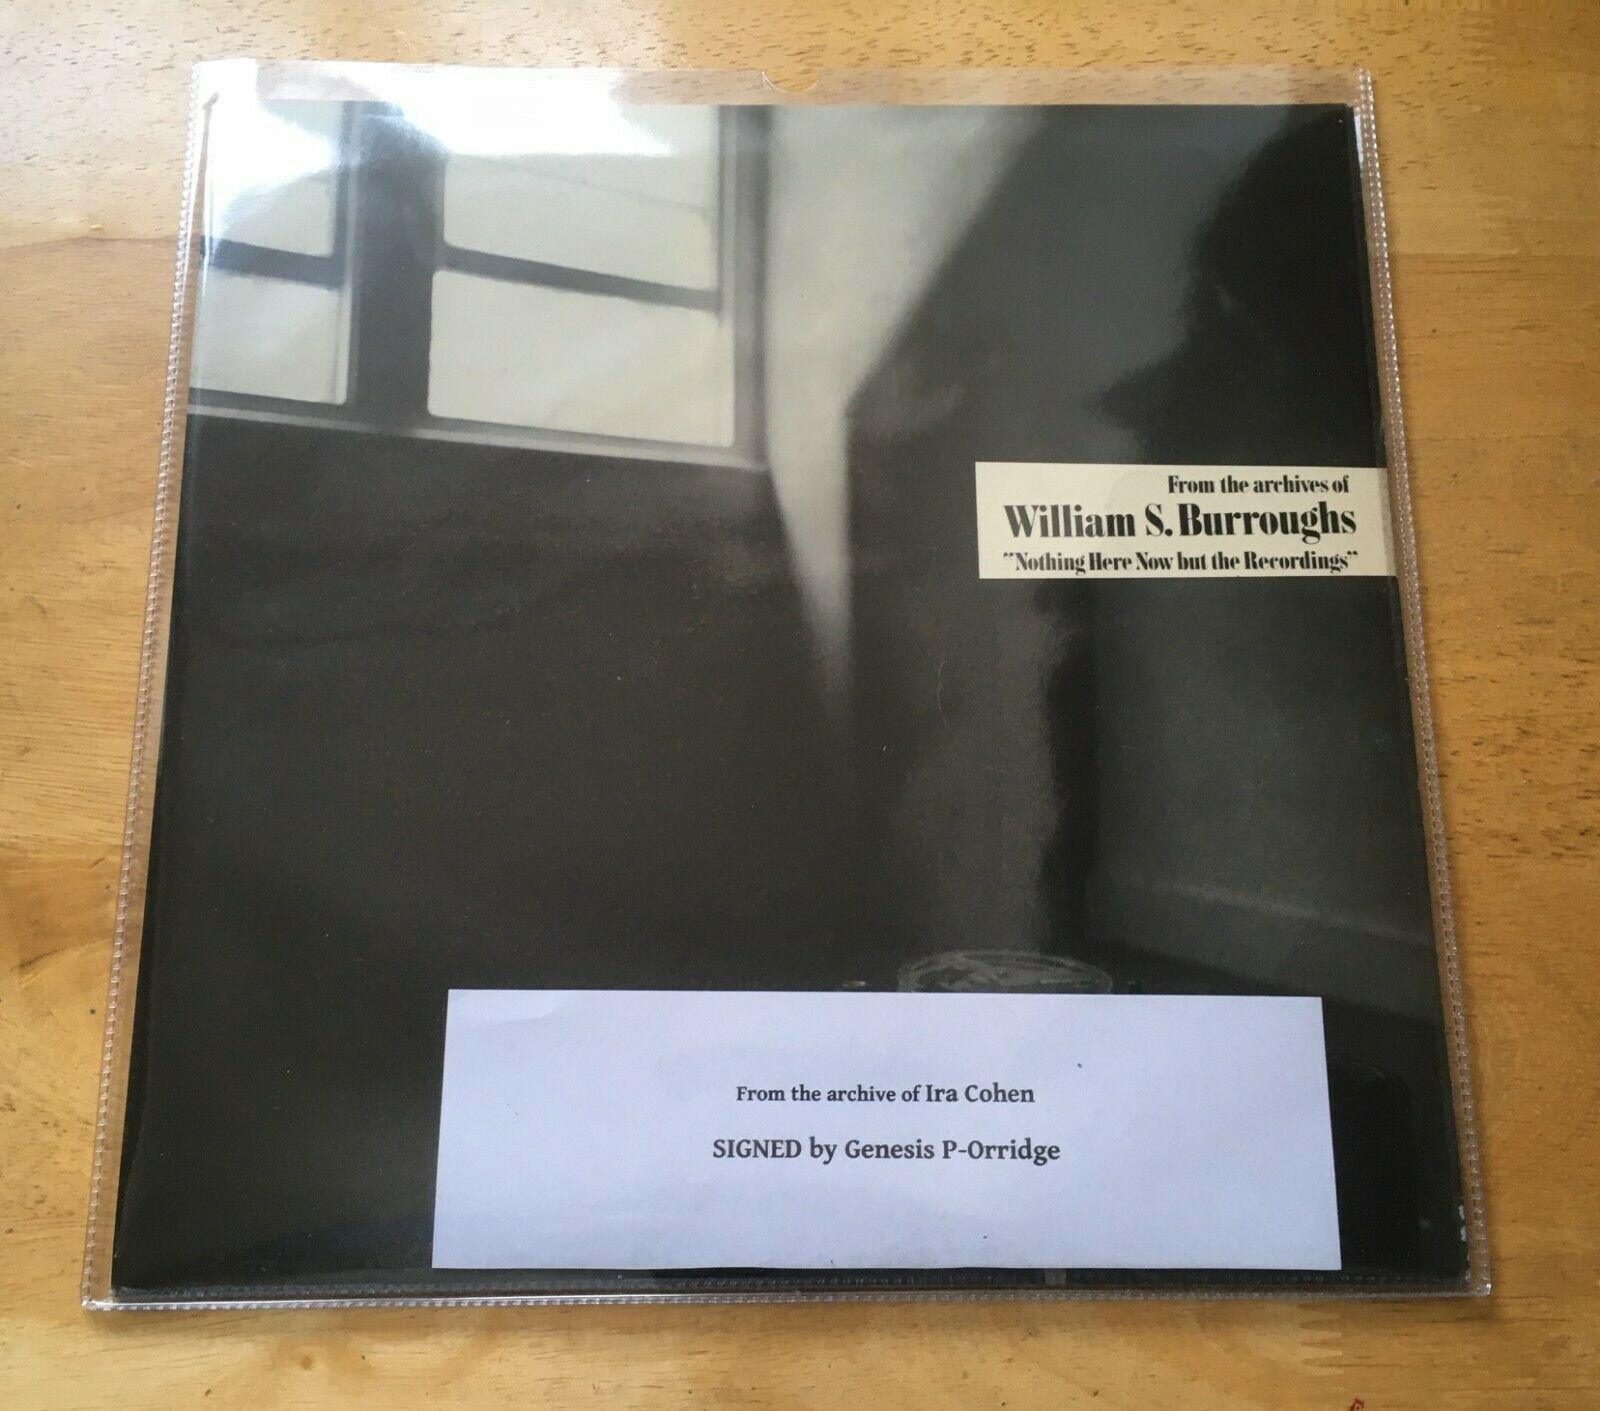 From the archives of
William S. Burroughs
"Nothing Here Now but the Recordings"
From the archive of Ira Cohen
SIGNED by Genesis P-Orridge